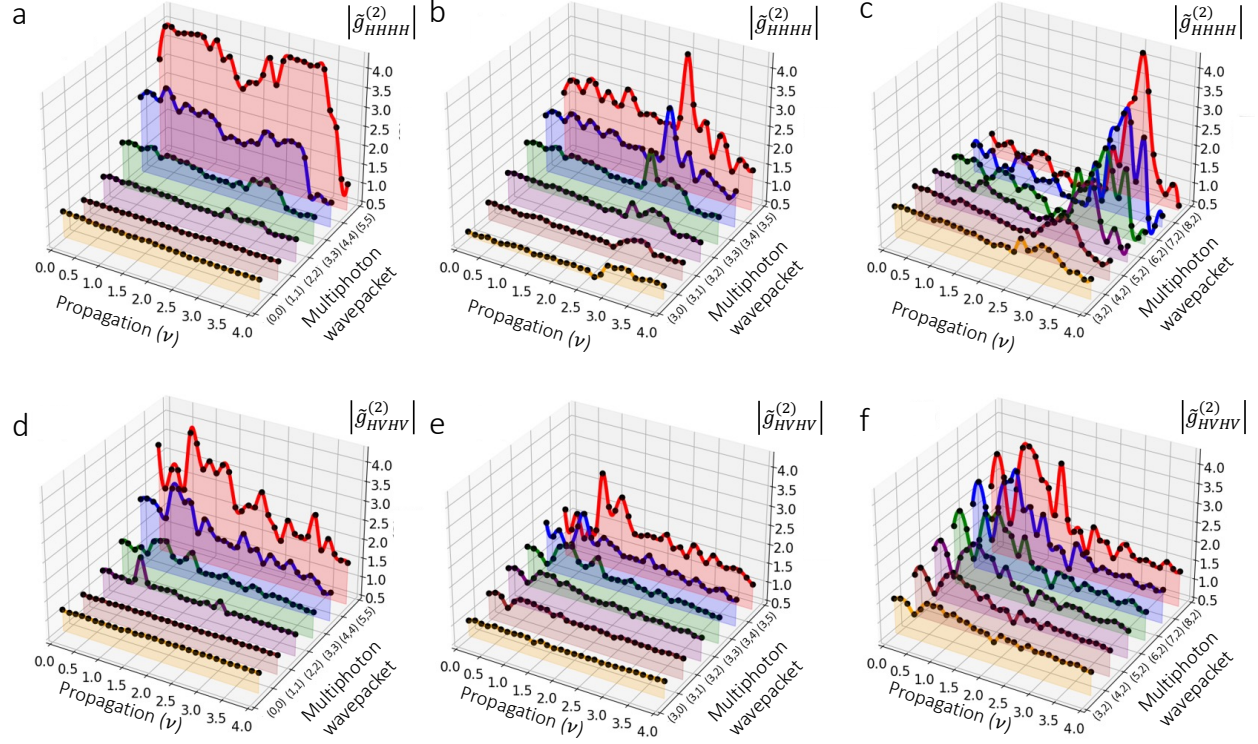 a
|g̃^{(2)}_{HHHH}|
4.0
3.5
3.0
2.5
2.0
1.5
1.0
0.5
0.0 0.5 1.0 1.5 2.0 2.5 3.0 3.5 4.0
(0,0) (1,1) (2,2) (3,3) (4,4) (5,5)
Propagation (ν)
Multiphoton
wavepacket
b
|g̃^{(2)}_{HHHH}|
4.0
3.5
3.0
2.5
2.0
1.5
1.0
0.5
0.0 0.5 1.0 1.5 2.0 2.5 3.0 3.5 4.0
(3,0) (3,1) (3,2) (3,3) (3,4) (3,5)
Propagation (ν)
Multiphoton
wavepacket
c
|g̃^{(2)}_{HHHH}|
4.0
3.5
3.0
2.5
2.0
1.5
1.0
0.5
0.0 0.5 1.0 1.5 2.0 2.5 3.0 3.5 4.0
(3,2) (4,2) (5,2) (6,2) (7,2) (8,2)
Propagation (ν)
Multiphoton
wavepacket
d
|g̃^{(2)}_{HVHV}|
4.0
3.5
3.0
2.5
2.0
1.5
1.0
0.5
0.0 0.5 1.0 1.5 2.0 2.5 3.0 3.5 4.0
(0,0) (1,1) (2,2) (3,3) (4,4) (5,5)
Propagation (ν)
Multiphoton
wavepacket
e
|g̃^{(2)}_{HVHV}|
4.0
3.5
3.0
2.5
2.0
1.5
1.0
0.5
0.0 0.5 1.0 1.5 2.0 2.5 3.0 3.5 4.0
(3,0) (3,1) (3,2) (3,3) (3,4) (3,5)
Propagation (ν)
Multiphoton
wavepacket
f
|g̃^{(2)}_{HVHV}|
4.0
3.5
3.0
2.5
2.0
1.5
1.0
0.5
0.0 0.5 1.0 1.5 2.0 2.5 3.0 3.5 4.0
(3,2) (4,2) (5,2) (6,2) (7,2) (8,2)
Propagation (ν)
Multiphoton
wavepacket